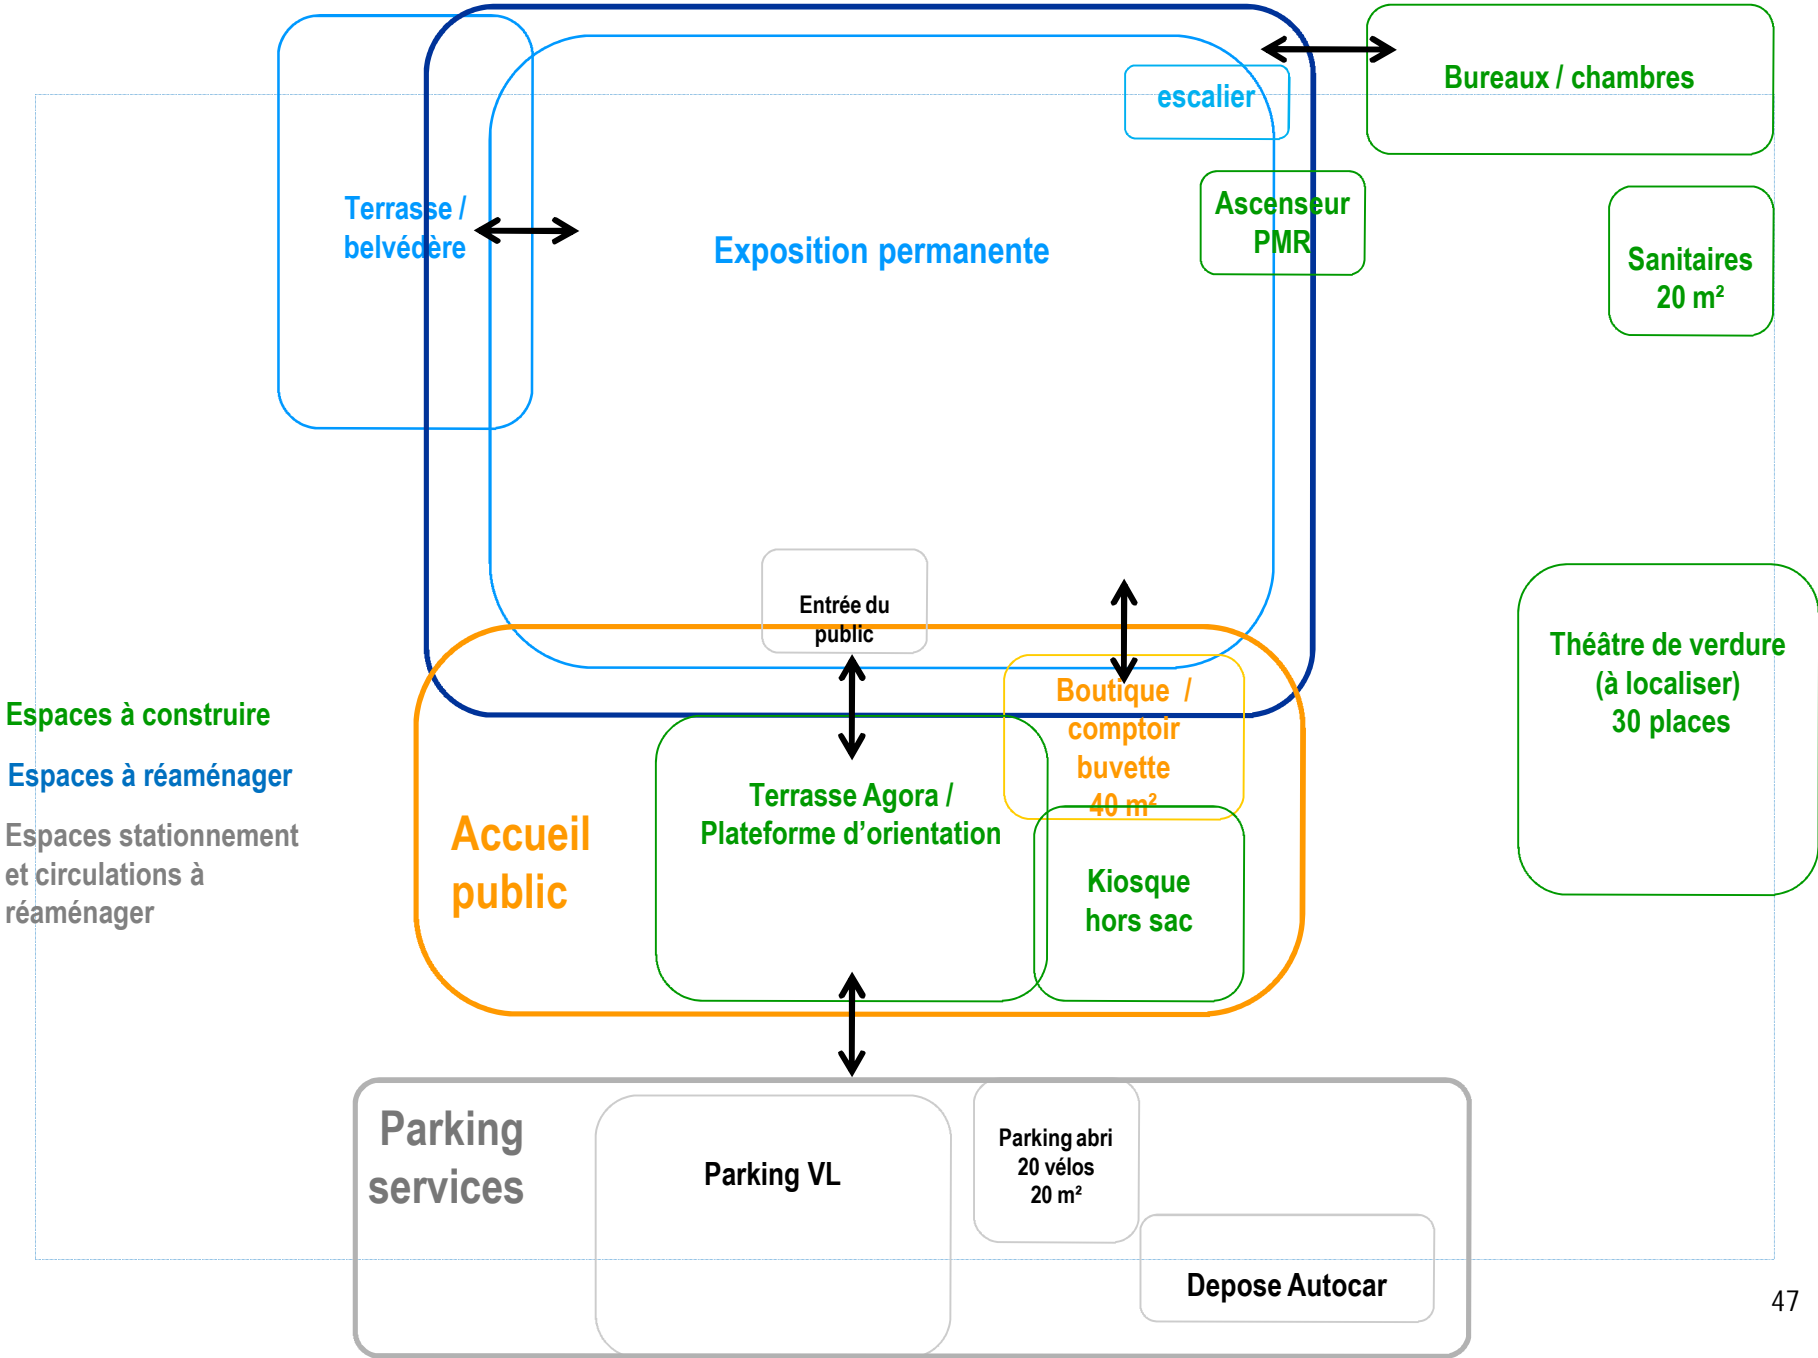 Bureaux / chambres
escalier
Terrasse /
belvédère
Exposition permanente
Ascenseur
PMR
Sanitaires
20 m²
Entrée du
public
Théâtre de verdure
(à localiser)
30 places
Boutique /
comptoir
buvette
40 m²
Espaces à construire
Espaces à réaménager
Espaces stationnement
et circulations à
réaménager
Accueil
public
Terrasse Agora /
Plateforme d'orientation
Kiosque
hors sac
Parking
services
Parking VL
Parking abri
20 vélos
20 m²
Depose Autocar
47